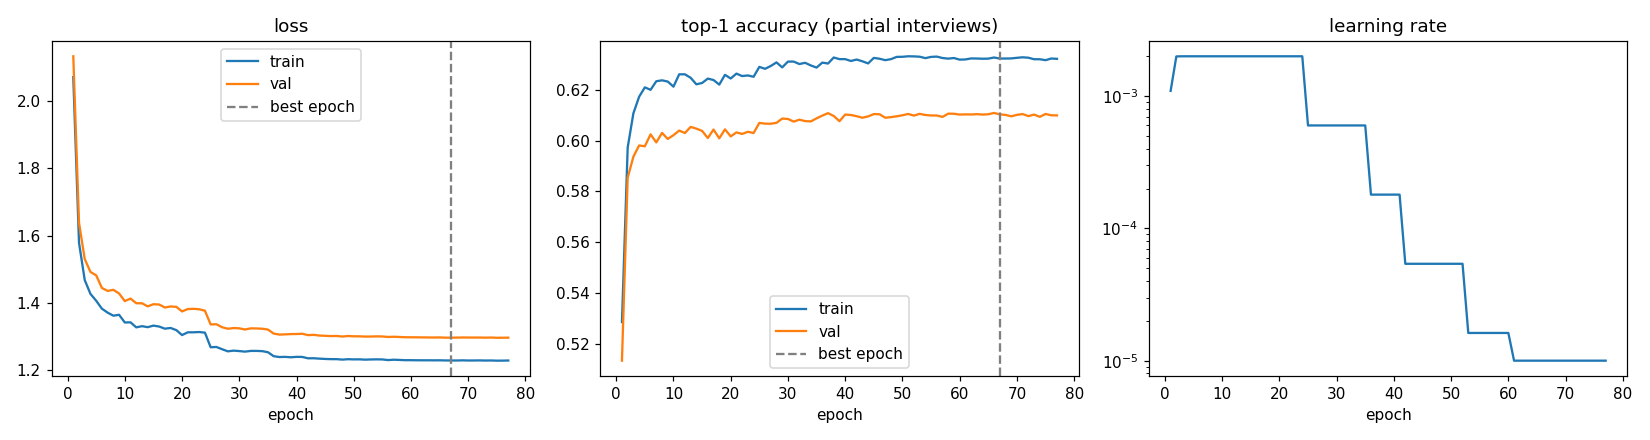 loss
train
val
best epoch
2.0
1.8
1.6
1.4
1.2
0 10 20 30 40 50 60 70 80
epoch
top-1 accuracy (partial interviews)
0.62
0.60
0.58
0.56
0.54
0.52
train
val
best epoch
0 10 20 30 40 50 60 70 80
epoch
learning rate
10⁻³
10⁻⁴
10⁻⁵
0 10 20 30 40 50 60 70 80
epoch